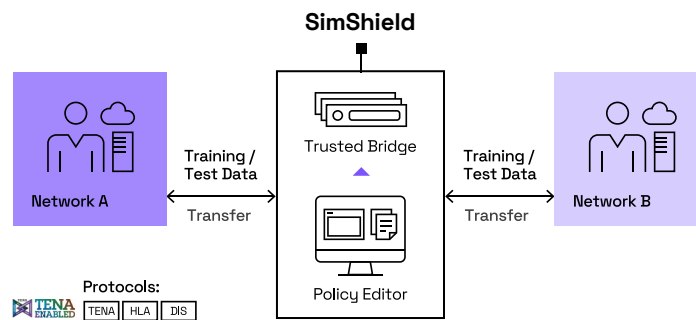 SimShield
Trusted Bridge
Training /
Test Data
Transfer
Training /
Test Data
Transfer
Network A
Network B
Policy Editor
Protocols:
TENA
ENABLED
TENA
HLA
DIS